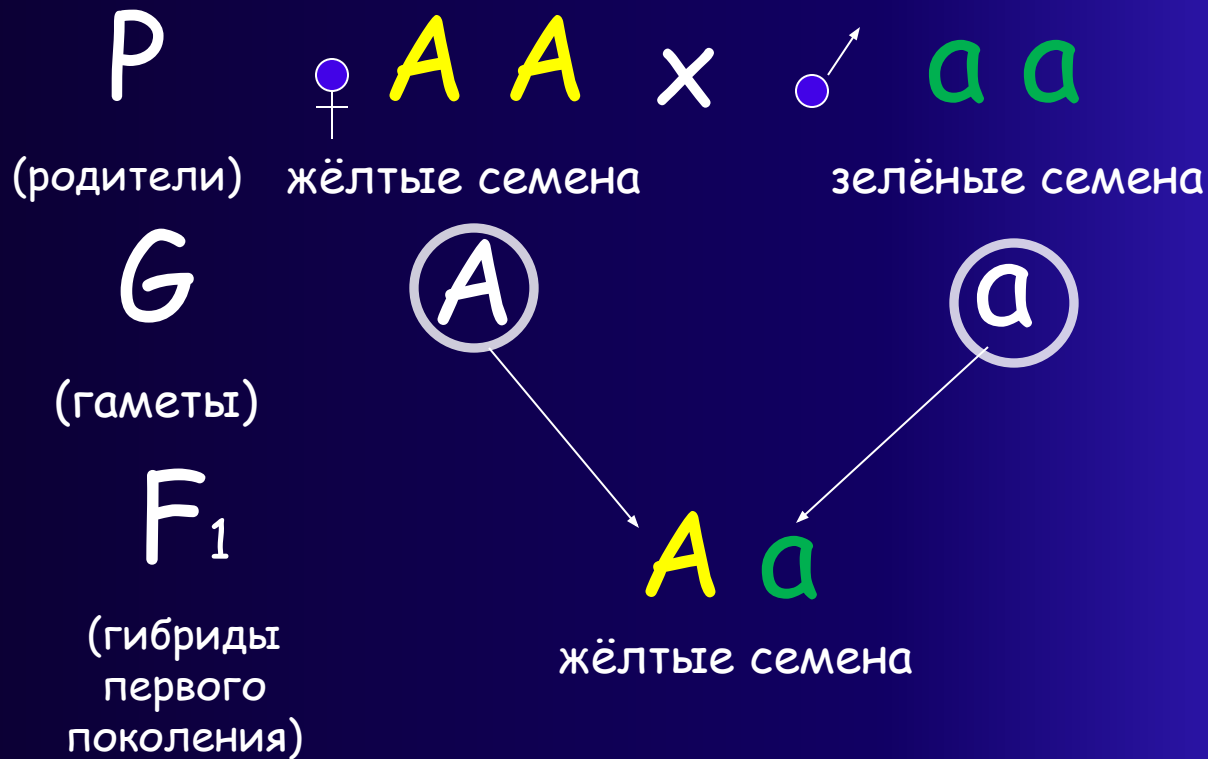 P ♀ A A x ♂ a a
(родители) жёлтые семена зелёные семена
G A a
(гаметы)
F1 A a
(гибриды
первого
поколения)
жёлтые семена